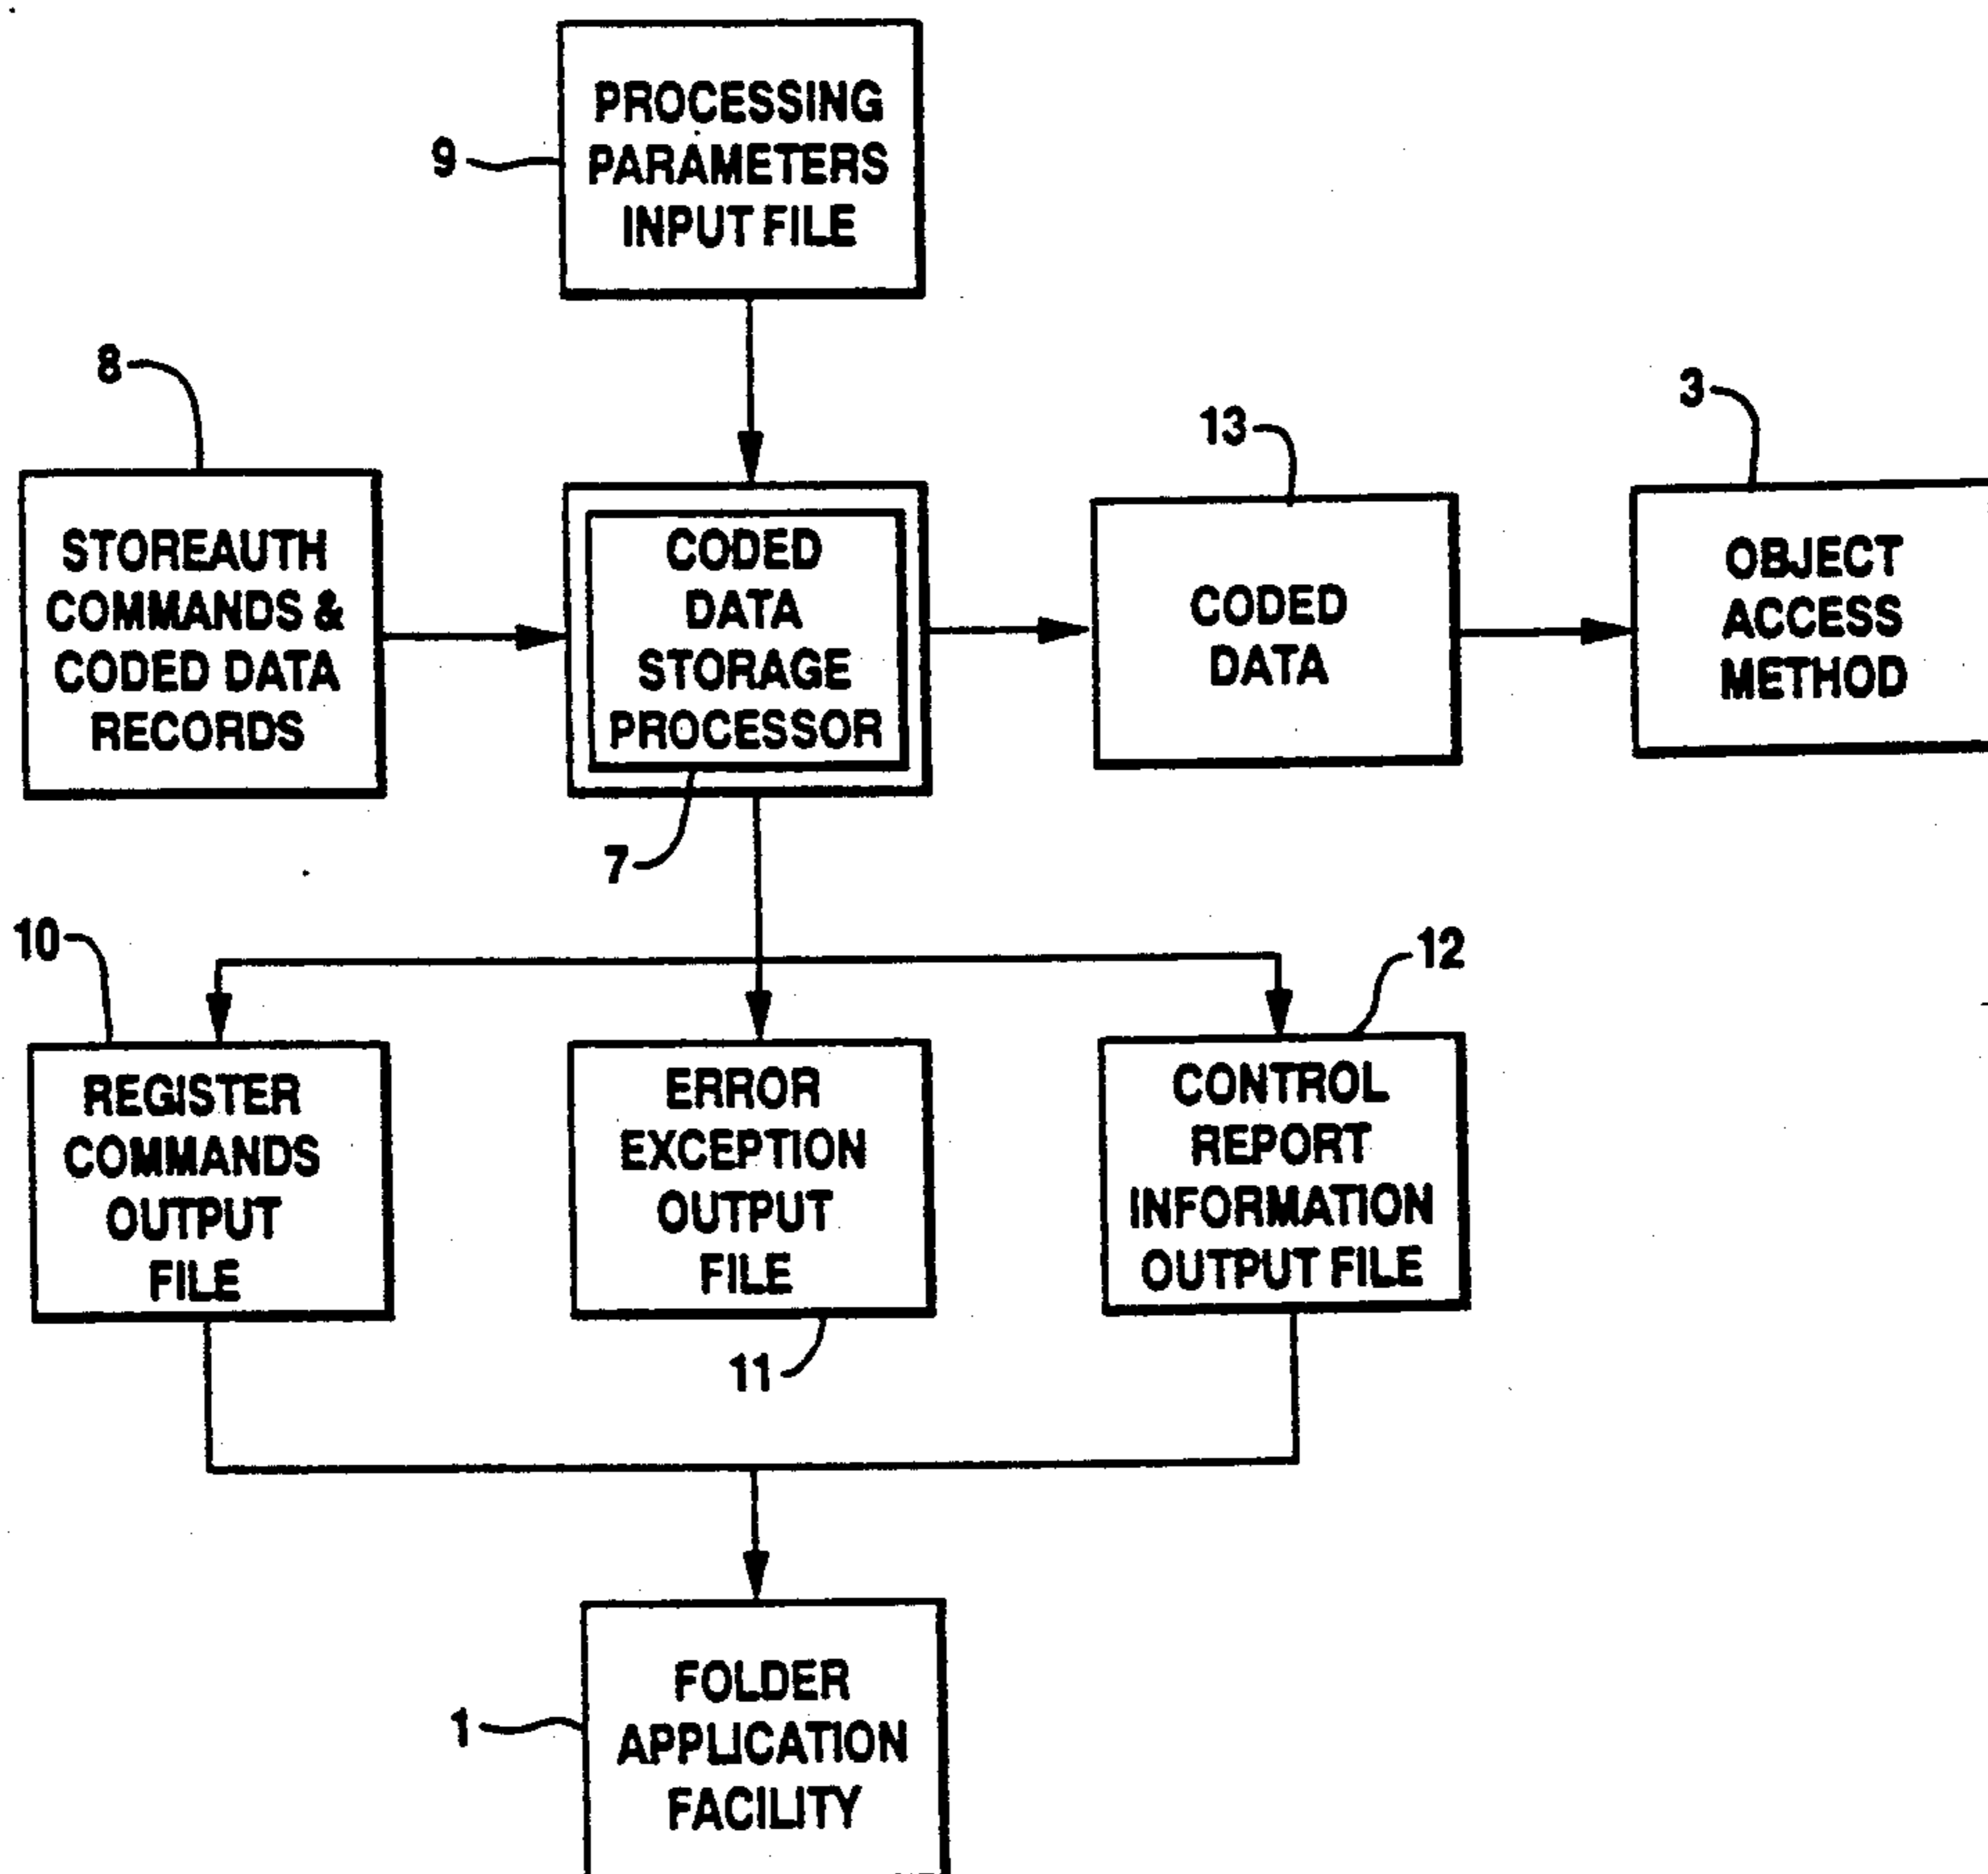 PROCESSING
PARAMETERS
INPUT FILE
9
8
STOREAUTH
COMMANDS &
CODED DATA
RECORDS
CODED
DATA
STORAGE
PROCESSOR
7
13
CODED
DATA
3
OBJECT
ACCESS
METHOD
10
REGISTER
COMMANDS
OUTPUT
FILE
ERROR
EXCEPTION
OUTPUT
FILE
11
12
CONTROL
REPORT
INFORMATION
OUTPUT FILE
1
FOLDER
APPLICATION
FACILITY